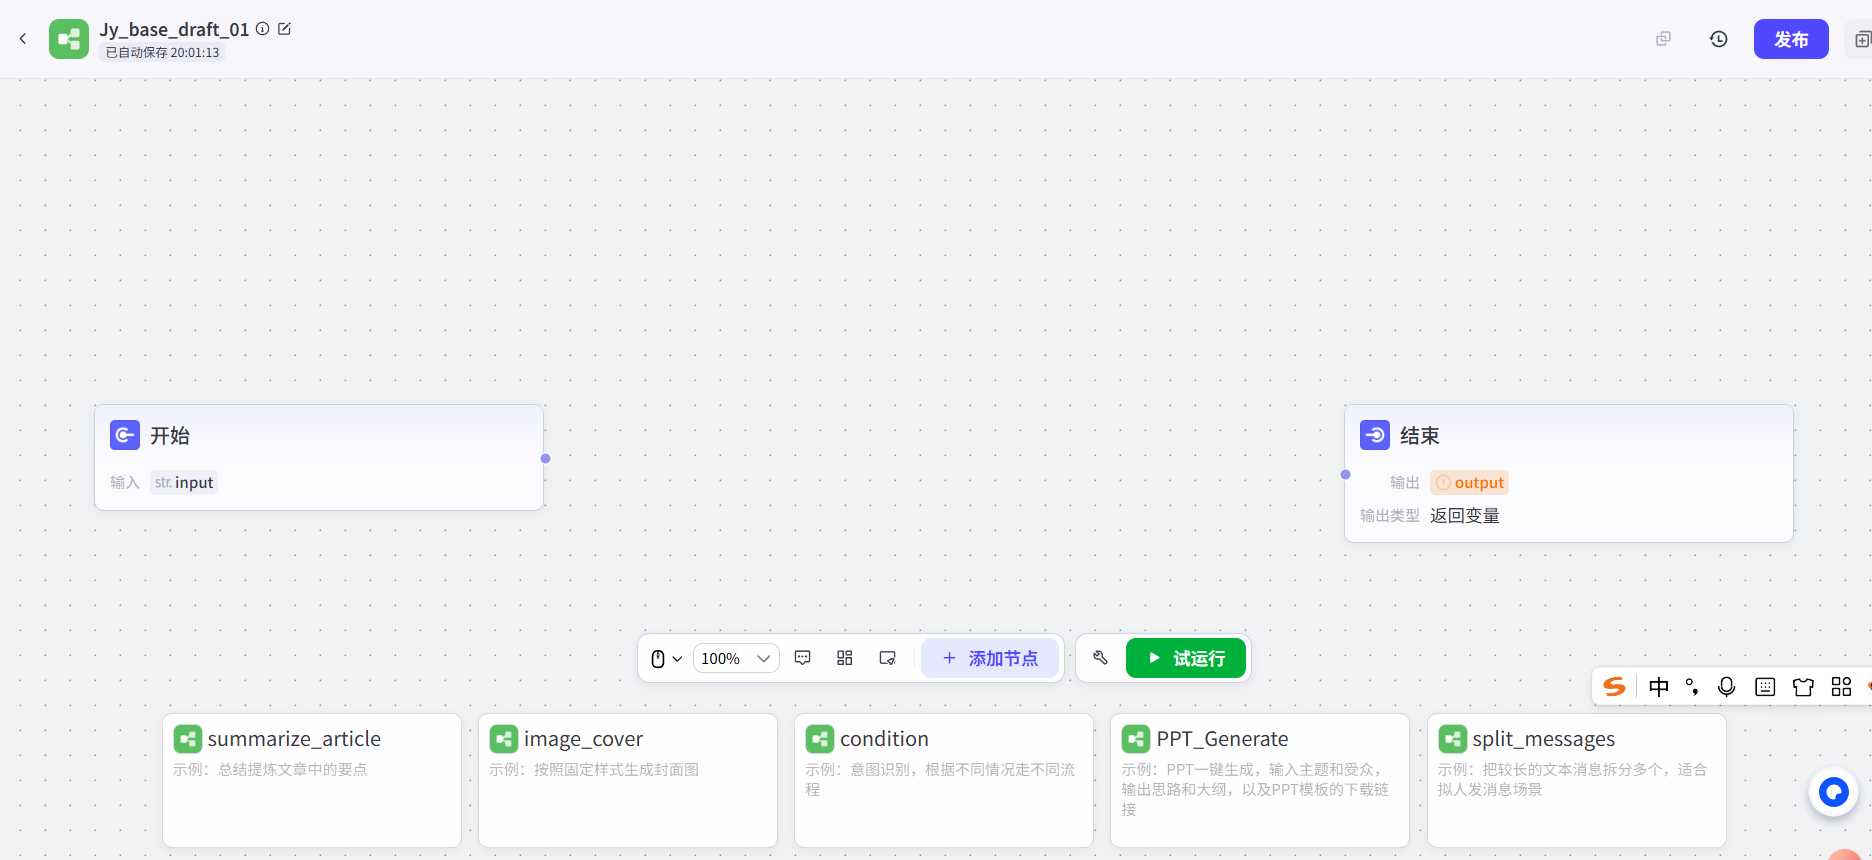 Jy_base_draft_01
已自动保存 20:01:13
发布
开始
输入 str. input
结束
输出 output
输出类型 返回变量
100%
添加节点
试运行
中
summarize_article
示例：总结提炼文章中的要点
image_cover
示例：按照固定样式生成封面图
condition
示例：意图识别，根据不同情况走不同流
程
PPT_Generate
示例：PPT一键生成，输入主题和受众，
输出思路和大纲，以及PPT模板的下载链
接
split_messages
示例：把较长的文本消息拆分多个，适合
拟人发消息场景